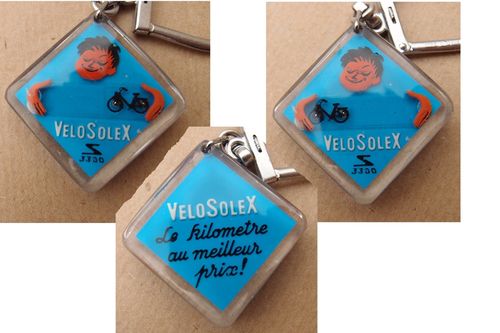 VELOSOLEX
S 3330
VELOSOLEX
S 3330
VELOSOLEX
Le kilometre
au meilleur
prix!